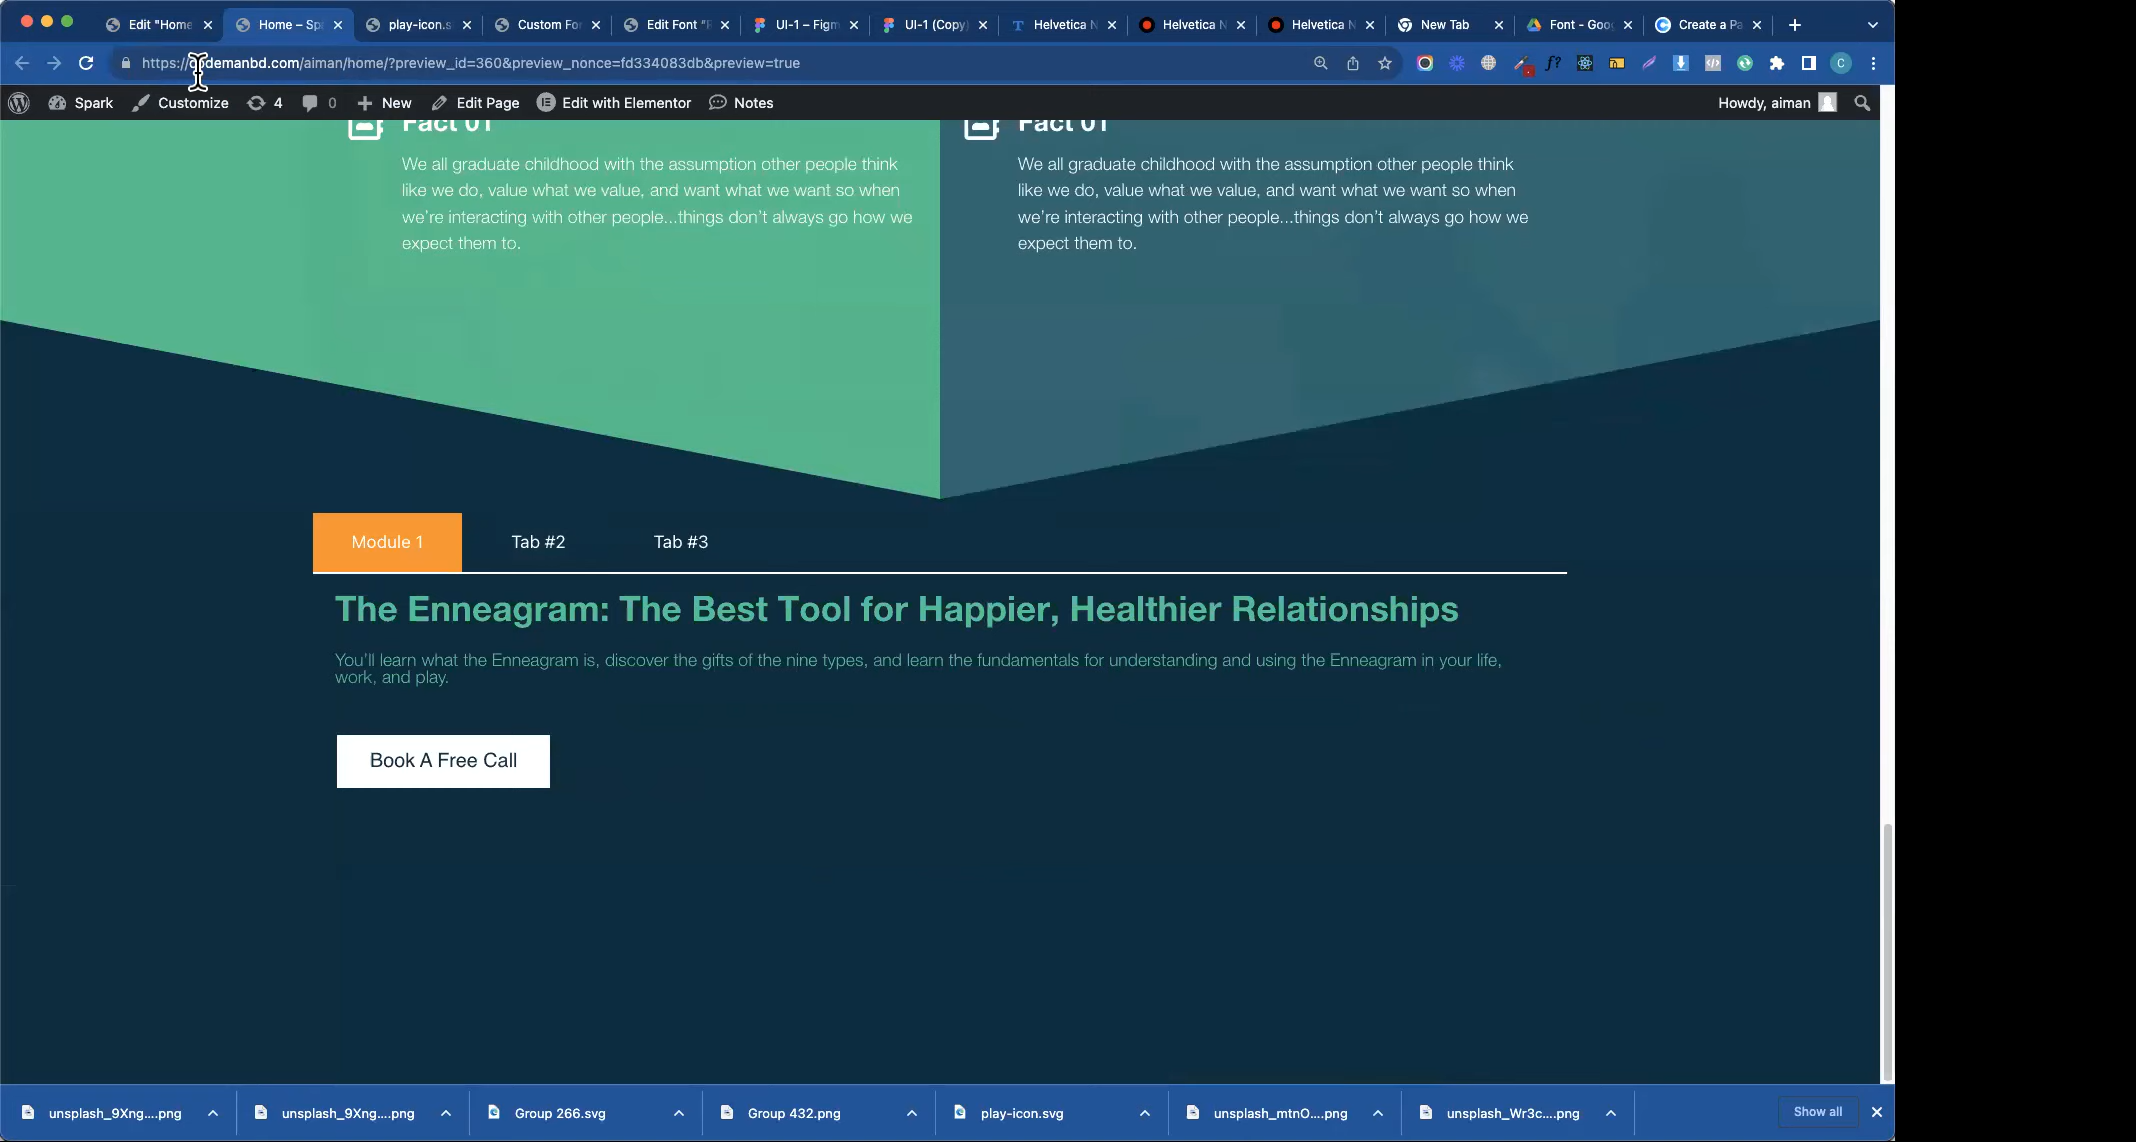 Edit "Home
Home – Sp
play-icon.s
Custom Fo
Edit Font "
UI-1 – Figm
UI-1 (Copy)
Helvetica N
Helvetica N
Helvetica N
New Tab
Font - Goo
Create a Pa
https:// demanbd.com/aiman/home/?preview_id=360&preview_nonce=fd334083db&preview=true
Spark Customize 4 0 New Edit Page Edit with Elementor Notes Howdy, aiman
Fact 01
We all graduate childhood with the assumption other people think
like we do, value what we value, and want what we want so when
we're interacting with other people...things don't always go how we
expect them to.
Fact 01
We all graduate childhood with the assumption other people think
like we do, value what we value, and want what we want so when
we're interacting with other people...things don't always go how we
expect them to.
Module 1 Tab #2 Tab #3
The Enneagram: The Best Tool for Happier, Healthier Relationships
You'll learn what the Enneagram is, discover the gifts of the nine types, and learn the fundamentals for understanding and using the Enneagram in your life,
work, and play.
Book A Free Call
unsplash_9Xng....png
unsplash_9Xng....png
Group 266.svg
Group 432.png
play-icon.svg
unsplash_mtnO....png
unsplash_Wr3c....png
Show all